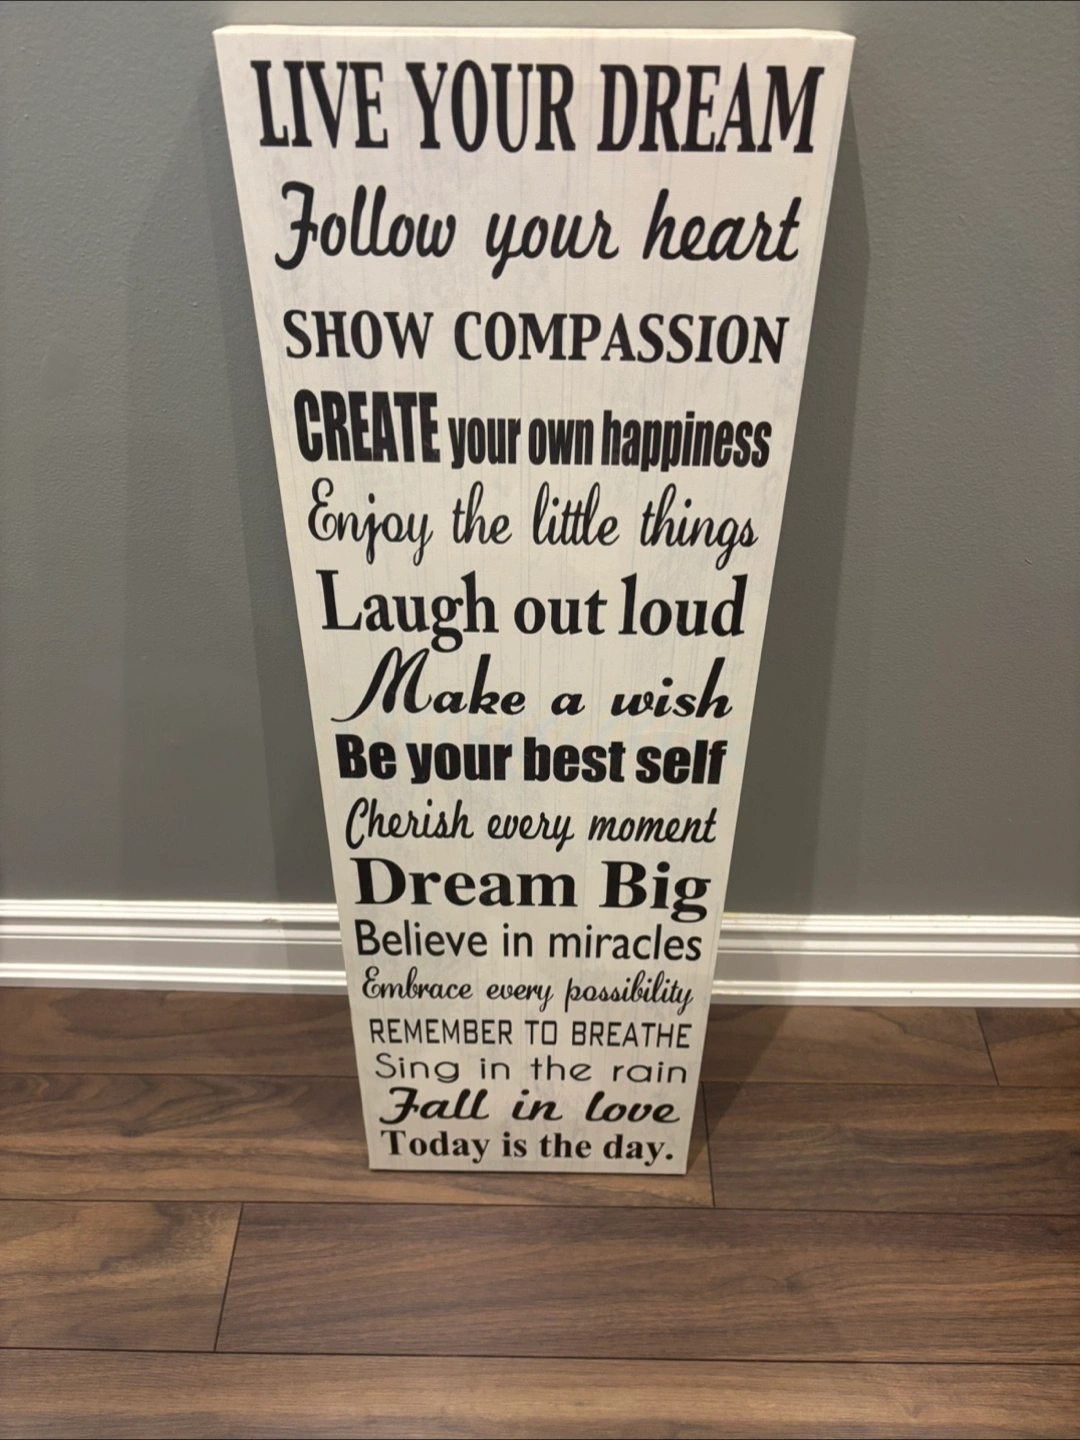 LIVE YOUR DREAM
Follow your heart
SHOW COMPASSION
CREATE your own happiness
Enjoy the little things
Laugh out loud
Make a wish
Be your best self
Cherish every moment
Dream Big
Believe in miracles
Embrace every possibility
REMEMBER TO BREATHE
Sing in the rain
Fall in love
Today is the day.